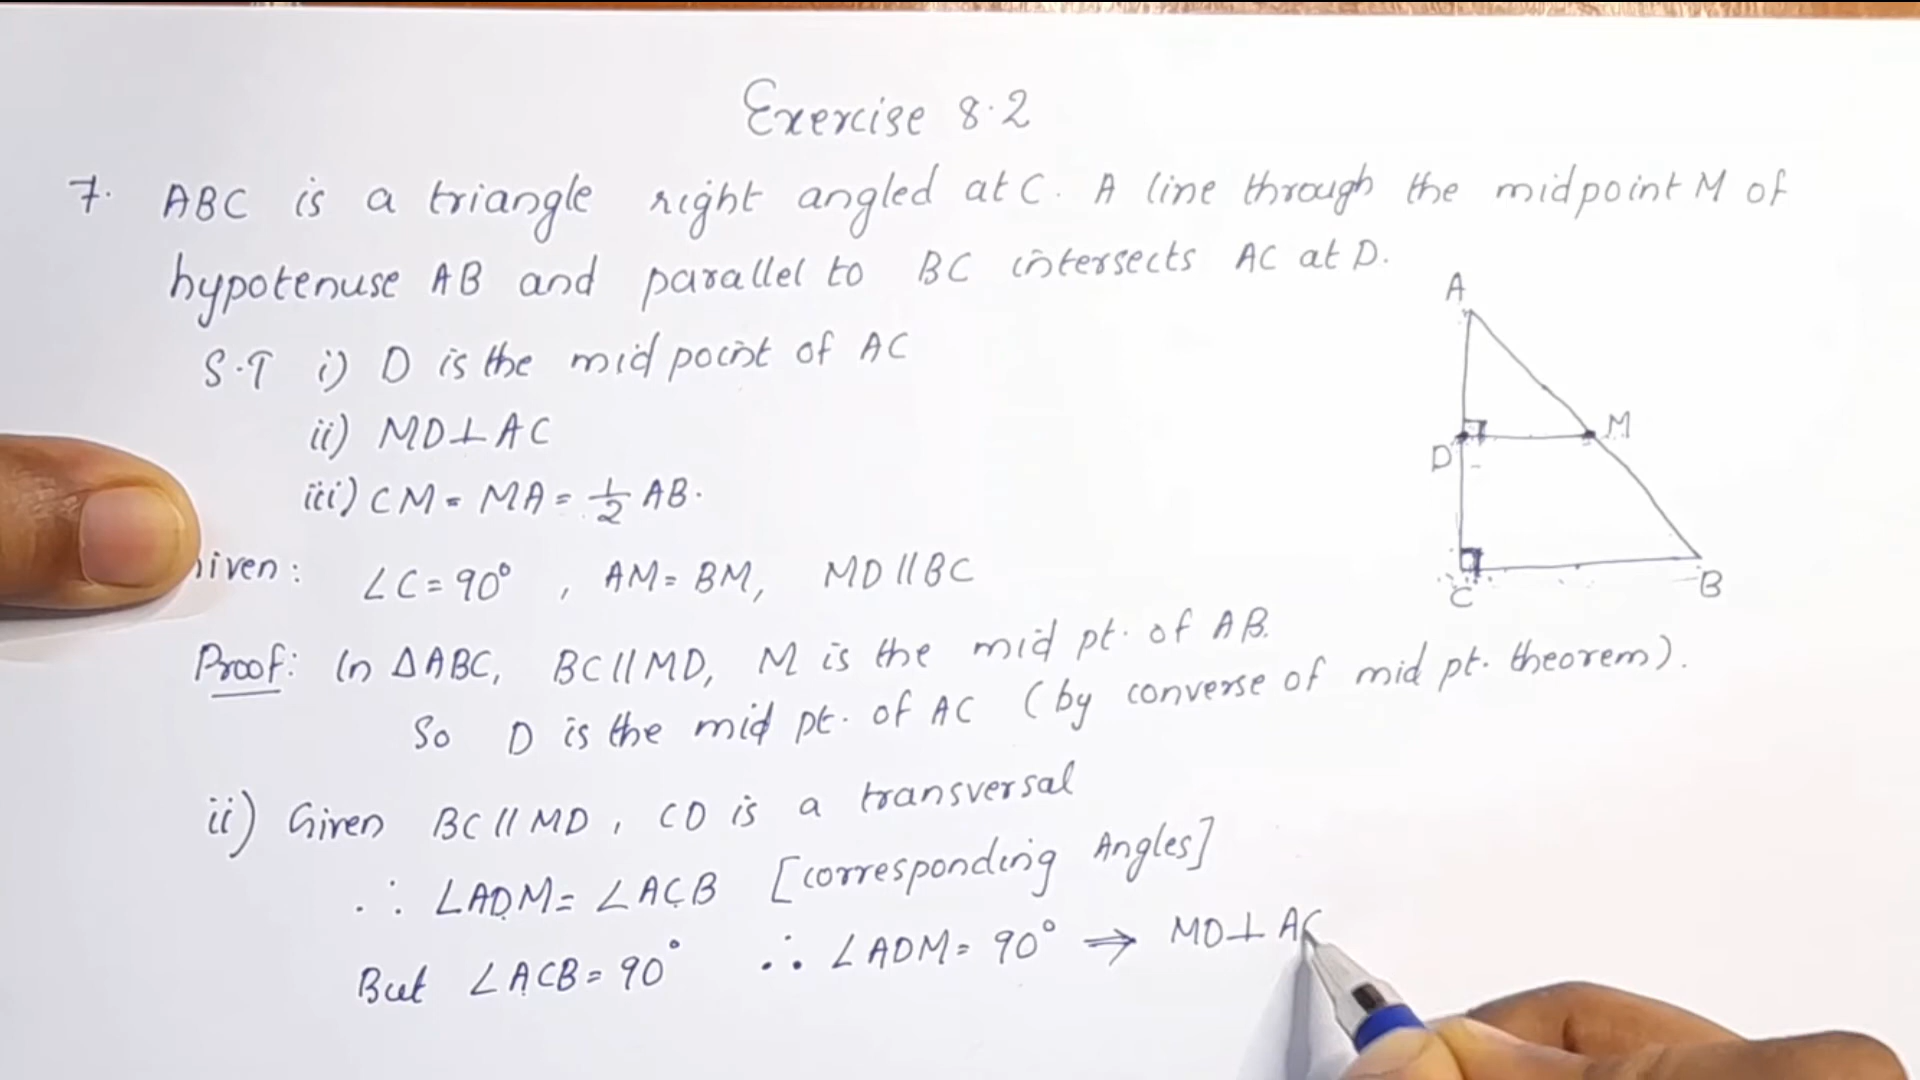 Exercise 8.2
7. ABC is a triangle right angled at C. A line through the midpoint M of
hypotenuse AB and parallel to BC intersects AC at D.
S.T i) D is the mid point of AC
ii) MD⊥AC
iii) CM = MA = 1/2 AB.
iven: ∠C = 90°, AM = BM, MD || BC
Proof: In ΔABC, BC || MD, M is the mid pt. of AB.
So D is the mid pt. of AC (by converse of mid pt. theorem).
ii) Given BC || MD, CD is a transversal
∴ ∠ADM = ∠ACB [corresponding Angles]
But ∠ACB = 90° ∴ ∠ADM = 90° ⇒ MD⊥AC
A
M
D
C
B